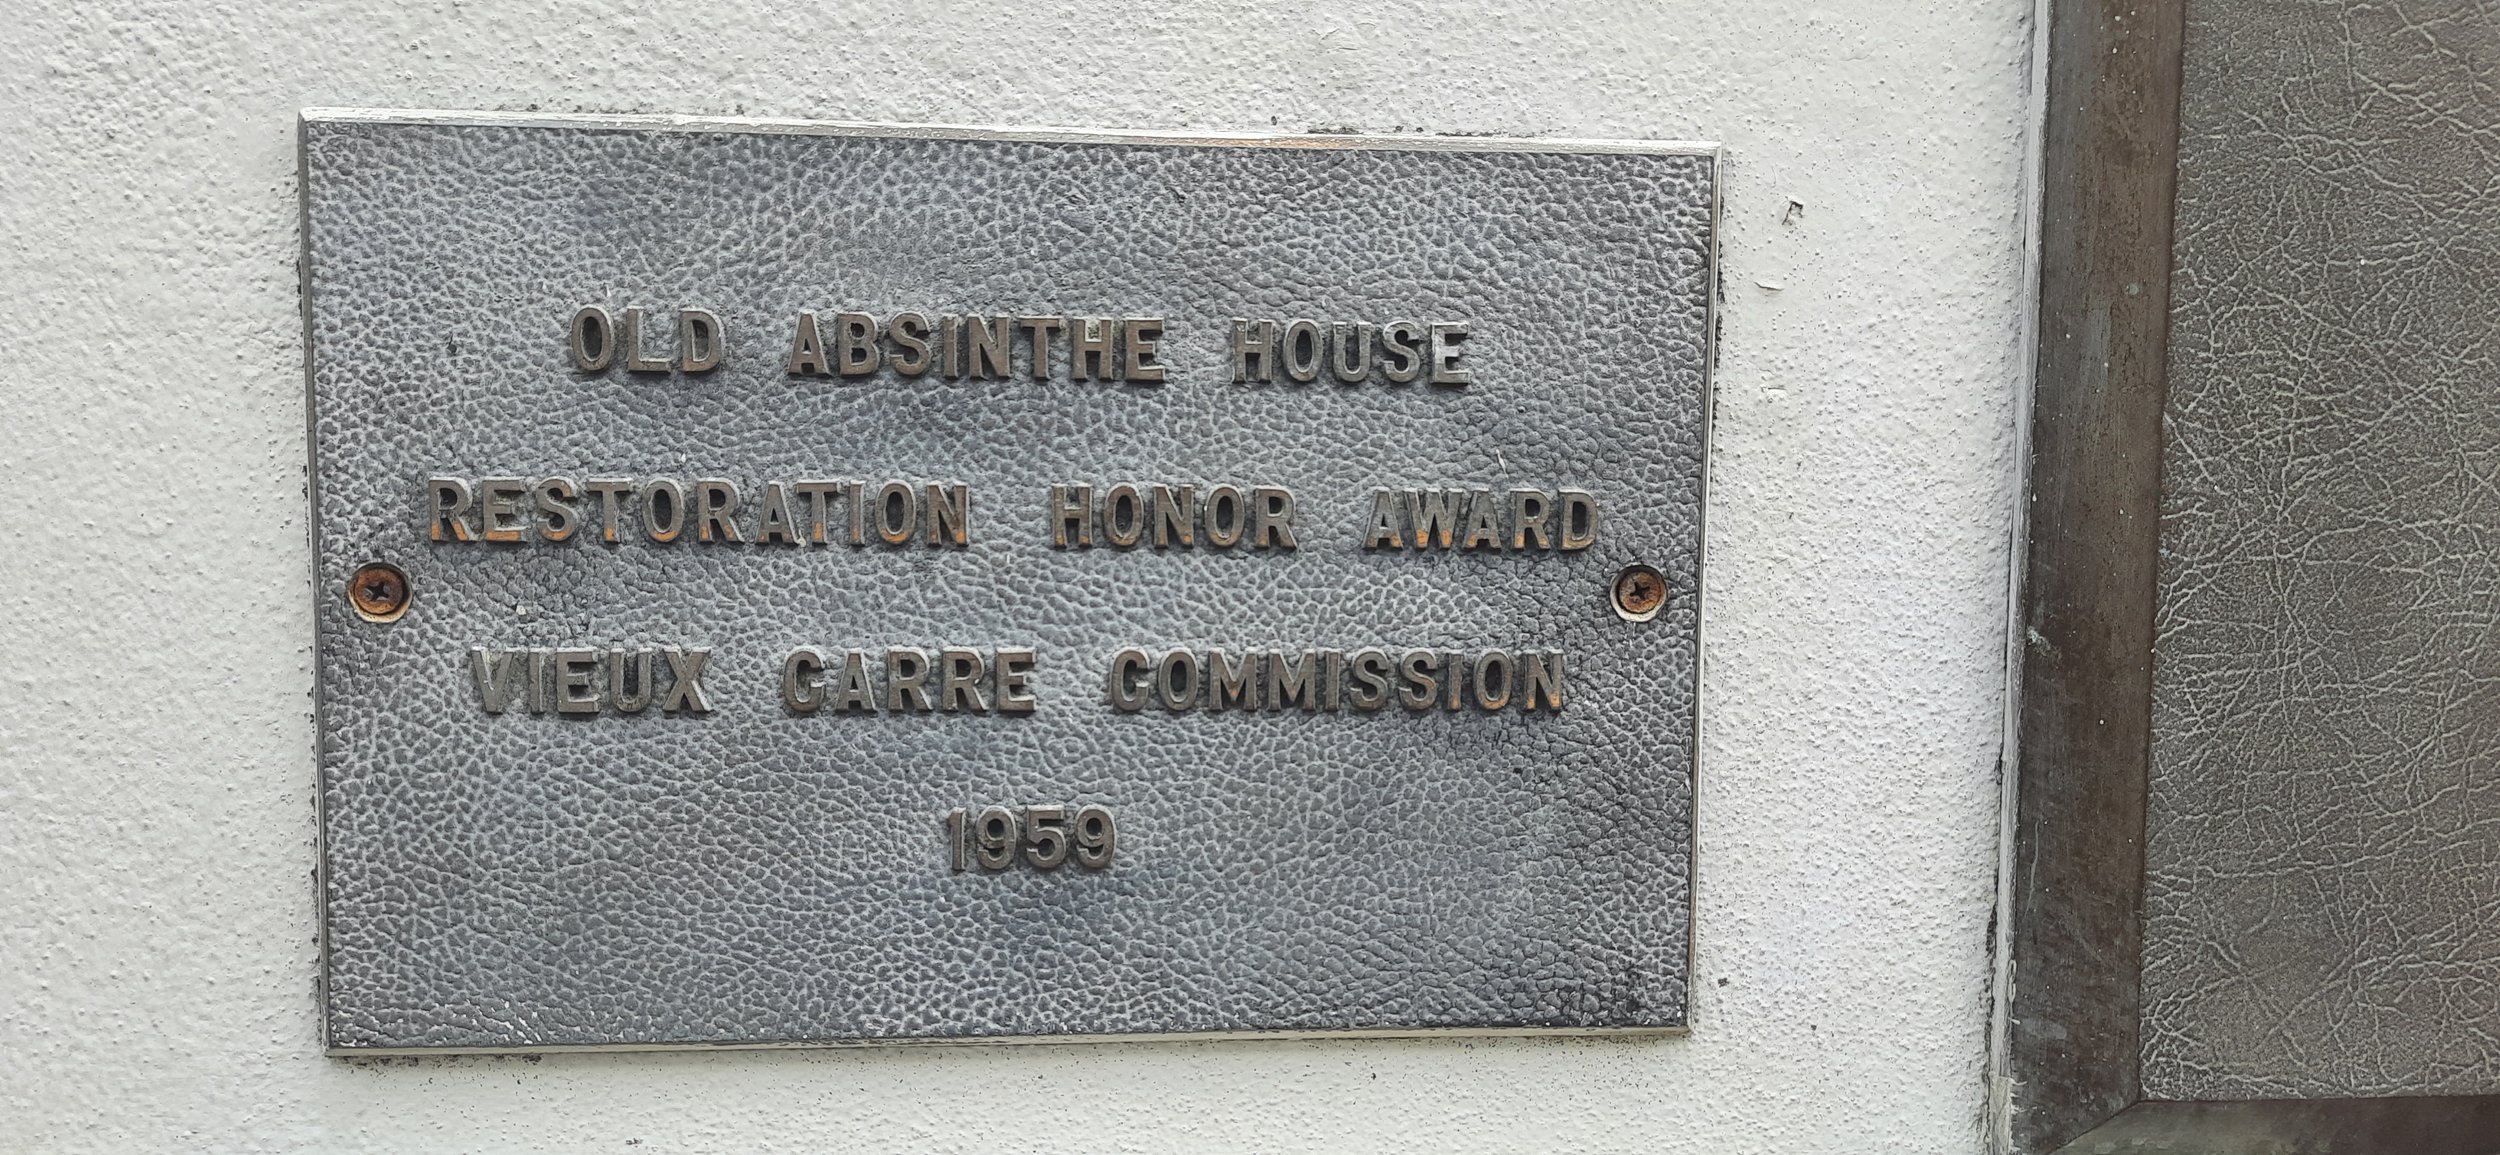 OLD ABSINTHE HOUSE
RESTORATION HONOR AWARD
VIEUX CARRE COMMISSION
1959